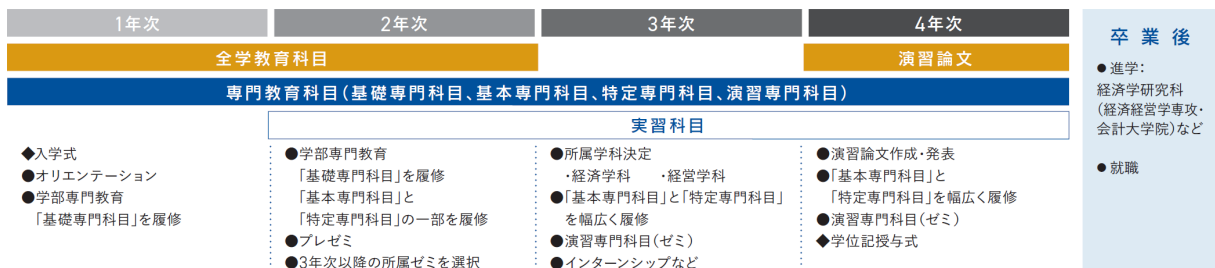 1年次
2年次
3年次
4年次
全学教育科目
演習論文
専門教育科目(基礎専門科目、基本専門科目、特定専門科目、演習専門科目)
実習科目
◆入学式
●オリエンテーション
●学部専門教育
「基礎専門科目」を履修
●学部専門教育
「基礎専門科目」を履修
「基本専門科目」と
「特定専門科目」の一部を履修
●プレゼミ
●3年次以降の所属ゼミを選択
●所属学科決定
・経済学科 ・経営学科
●「基本専門科目」と「特定専門科目」
を幅広く履修
●演習専門科目(ゼミ)
●インターンシップなど
●演習論文作成・発表
●「基本専門科目」と
「特定専門科目」を幅広く履修
●演習専門科目(ゼミ)
◆学位記授与式
卒業後
●進学:
経済学研究科
(経済経営学専攻・
会計大学院)など
●就職